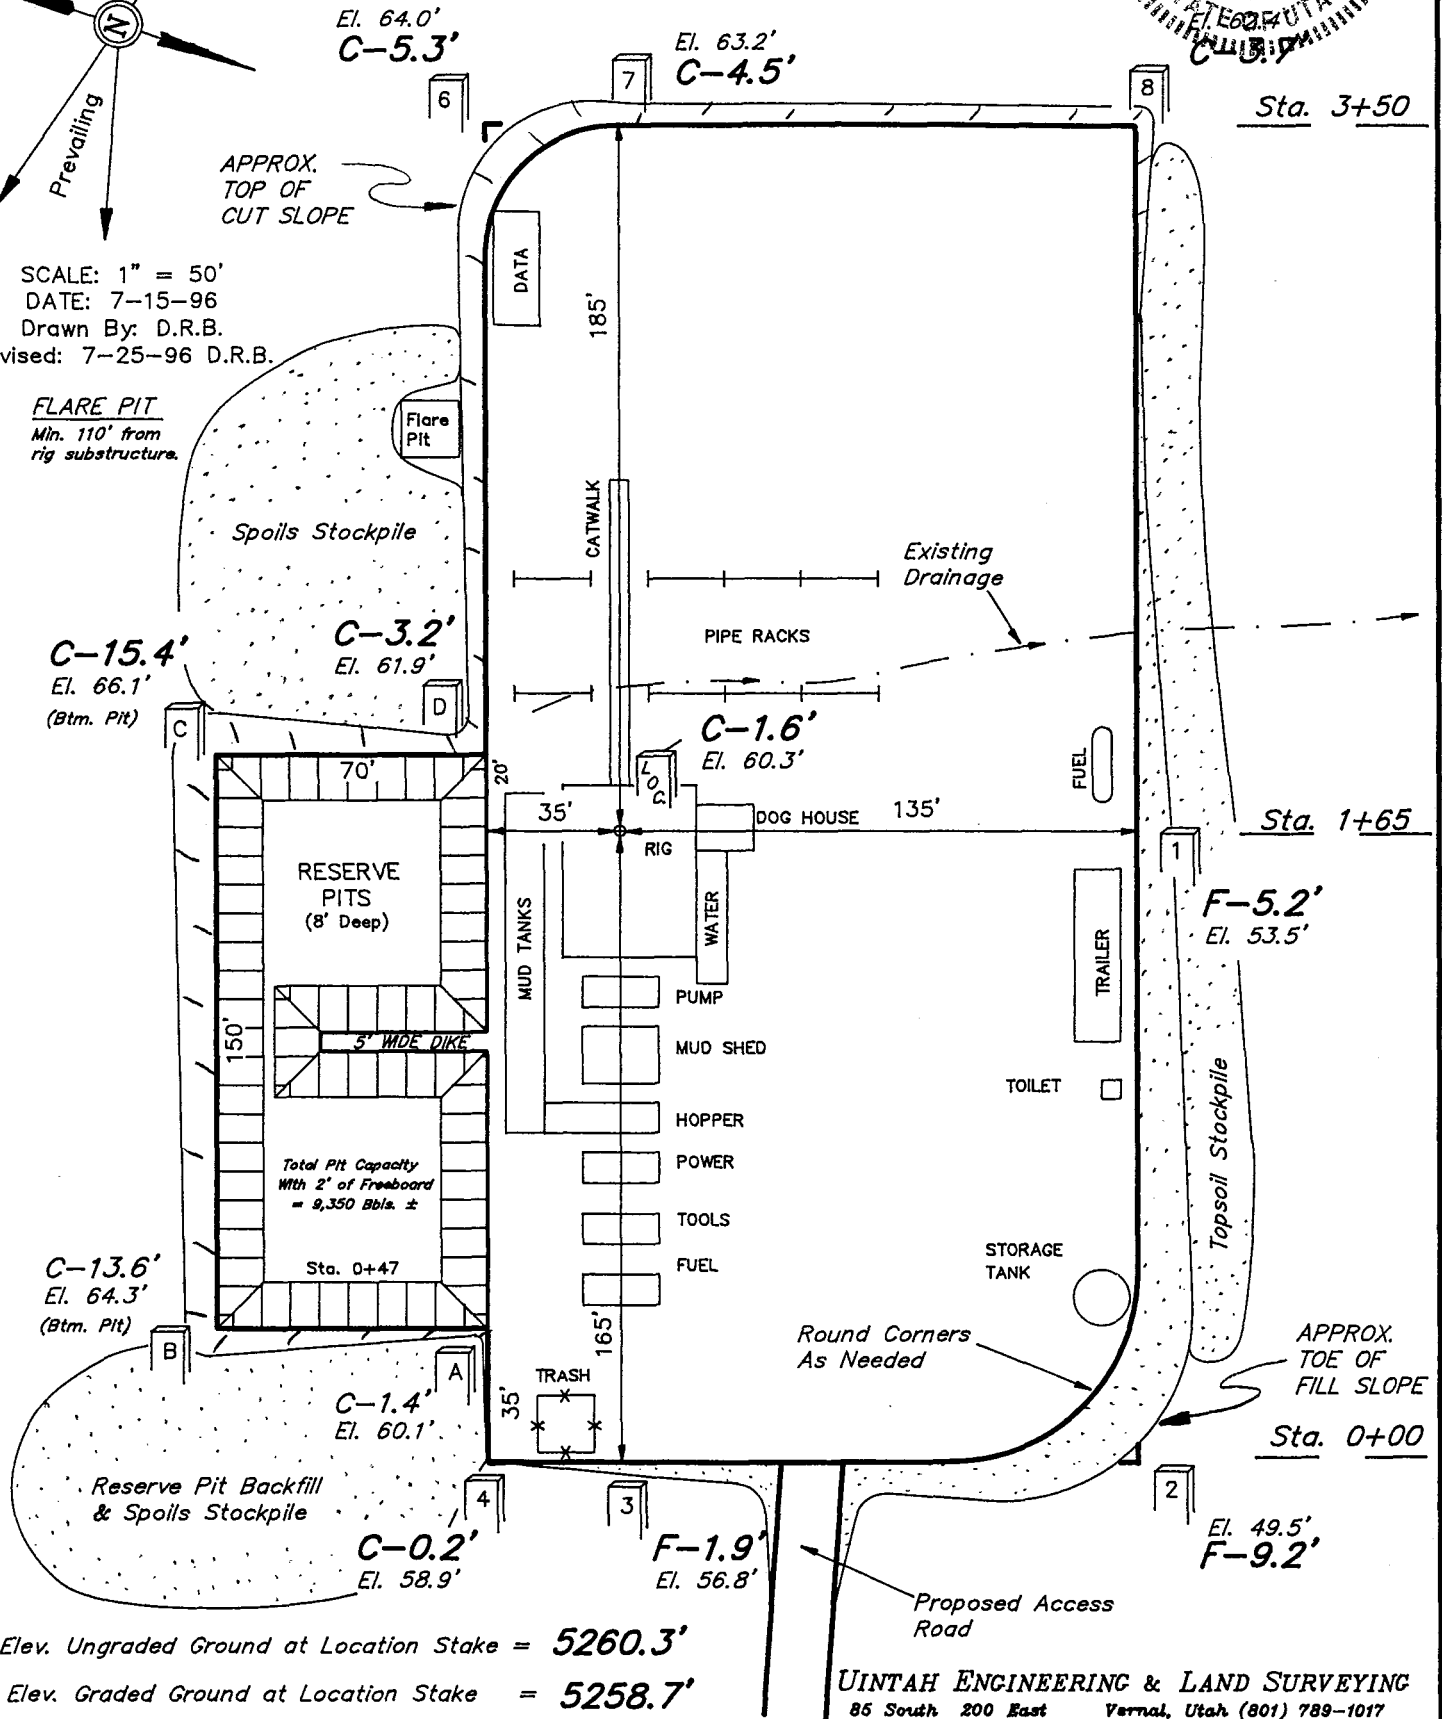 El. 64.0'
C-5.3'
El. 63.2'
C-4.5'
6
7
8
Sta. 3+50
N
Prevailing
APPROX.
TOP OF
CUT SLOPE
SCALE: 1" = 50'
DATE: 7-15-96
Drawn By: D.R.B.
vised: 7-25-96 D.R.B.
DATA
185'
FLARE PIT
Min. 110' from
rig substructure.
Flare
Pit
Spoils Stockpile
CATWALK
Existing
Drainage
PIPE RACKS
C-15.4'
El. 66.1'
(Btm. Pit)
C-3.2'
El. 61.9'
C
D
C-1.6'
El. 60.3'
LOC.
FUEL
70'
20'
35'
DOG HOUSE
135'
RIG
Sta. 1+65
1
F-5.2'
El. 53.5'
RESERVE
PITS
(8' Deep)
MUD TANKS
WATER
TRAILER
PUMP
150'
5' WIDE DIKE
MUD SHED
TOILET
HOPPER
Topsoil Stockpile
Total Pit Capacity
With 2' of Freeboard
= 9,350 Bbls. ±
POWER
TOOLS
STORAGE
TANK
C-13.6'
El. 64.3'
(Btm. Pit)
Sta. 0+47
FUEL
165'
B
A
Round Corners
As Needed
APPROX.
TOE OF
FILL SLOPE
TRASH
35'
C-1.4'
El. 60.1'
Sta. 0+00
Reserve Pit Backfill
& Spoils Stockpile
4
3
2
C-0.2'
El. 58.9'
F-1.9'
El. 56.8'
El. 49.5'
F-9.2'
Proposed Access
Road
Elev. Ungraded Ground at Location Stake = 5260.3'
Elev. Graded Ground at Location Stake = 5258.7'
UINTAH ENGINEERING & LAND SURVEYING
85 South 200 East Vernal, Utah (801) 789-1017